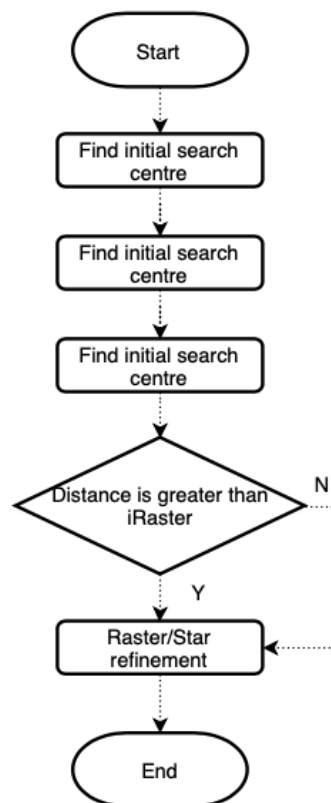 Start
Find initial search
centre
Find initial search
centre
Find initial search
centre
Distance is greater than
iRaster
N
Y
Raster/Star
refinement
End